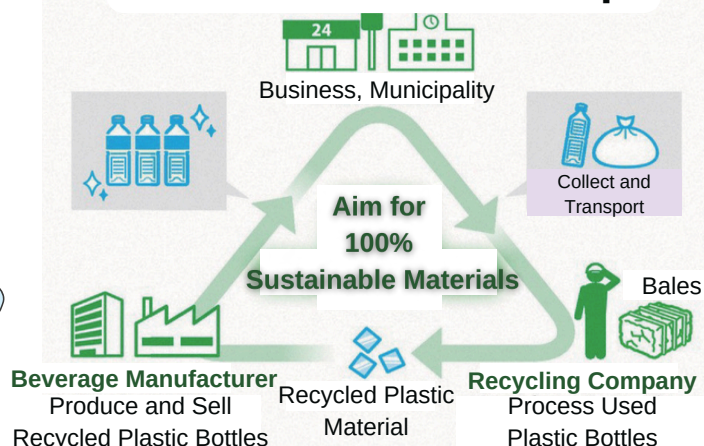 24
Business, Municipality
Collect and
Transport
Aim for
100%
Sustainable Materials
Bales
Beverage Manufacturer
Produce and Sell
Recycled Plastic Bottles
Recycled Plastic
Material
Recycling Company
Process Used
Plastic Bottles